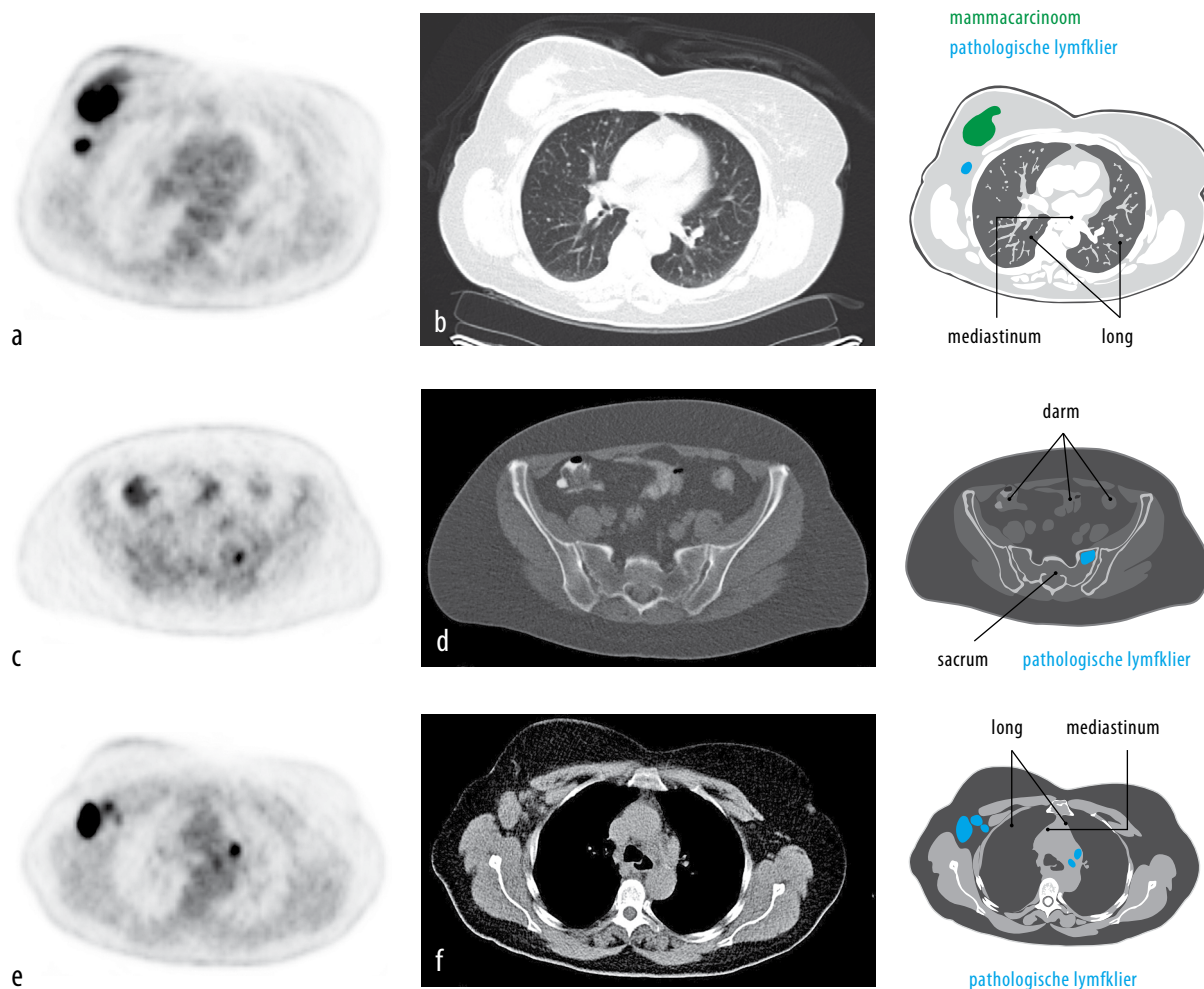 mammacarcinoom
pathologische lymfklier
a
b
mediastinum
long
darm
c
d
sacrum
pathologische lymfklier
long
mediastinum
e
f
pathologische lymfklier